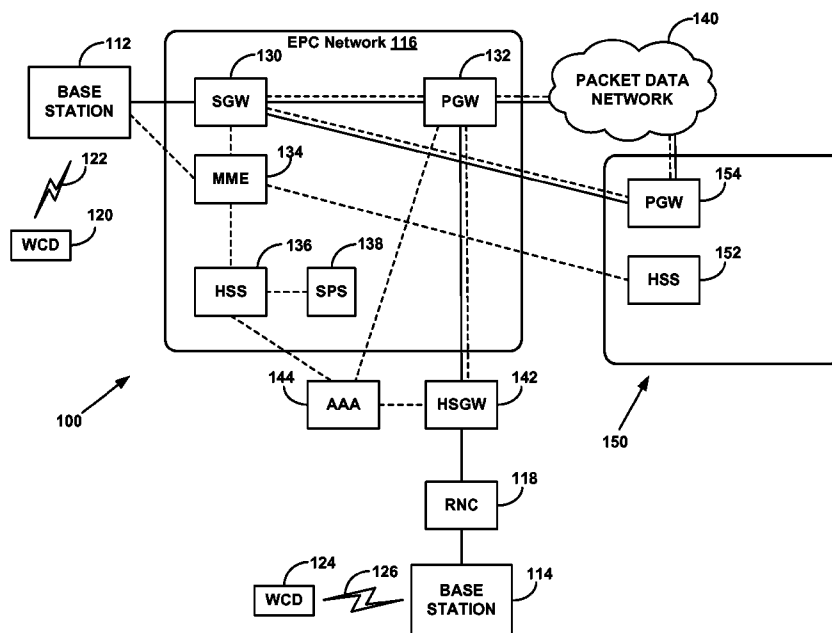 112
EPC Network 116
140
130
132
BASE
STATION
SGW
PGW
PACKET DATA
NETWORK
122
134
MME
154
PGW
120
WCD
136
138
152
HSS
SPS
HSS
144
AAA
142
HSGW
100
150
118
RNC
124
126
WCD
BASE
STATION
114